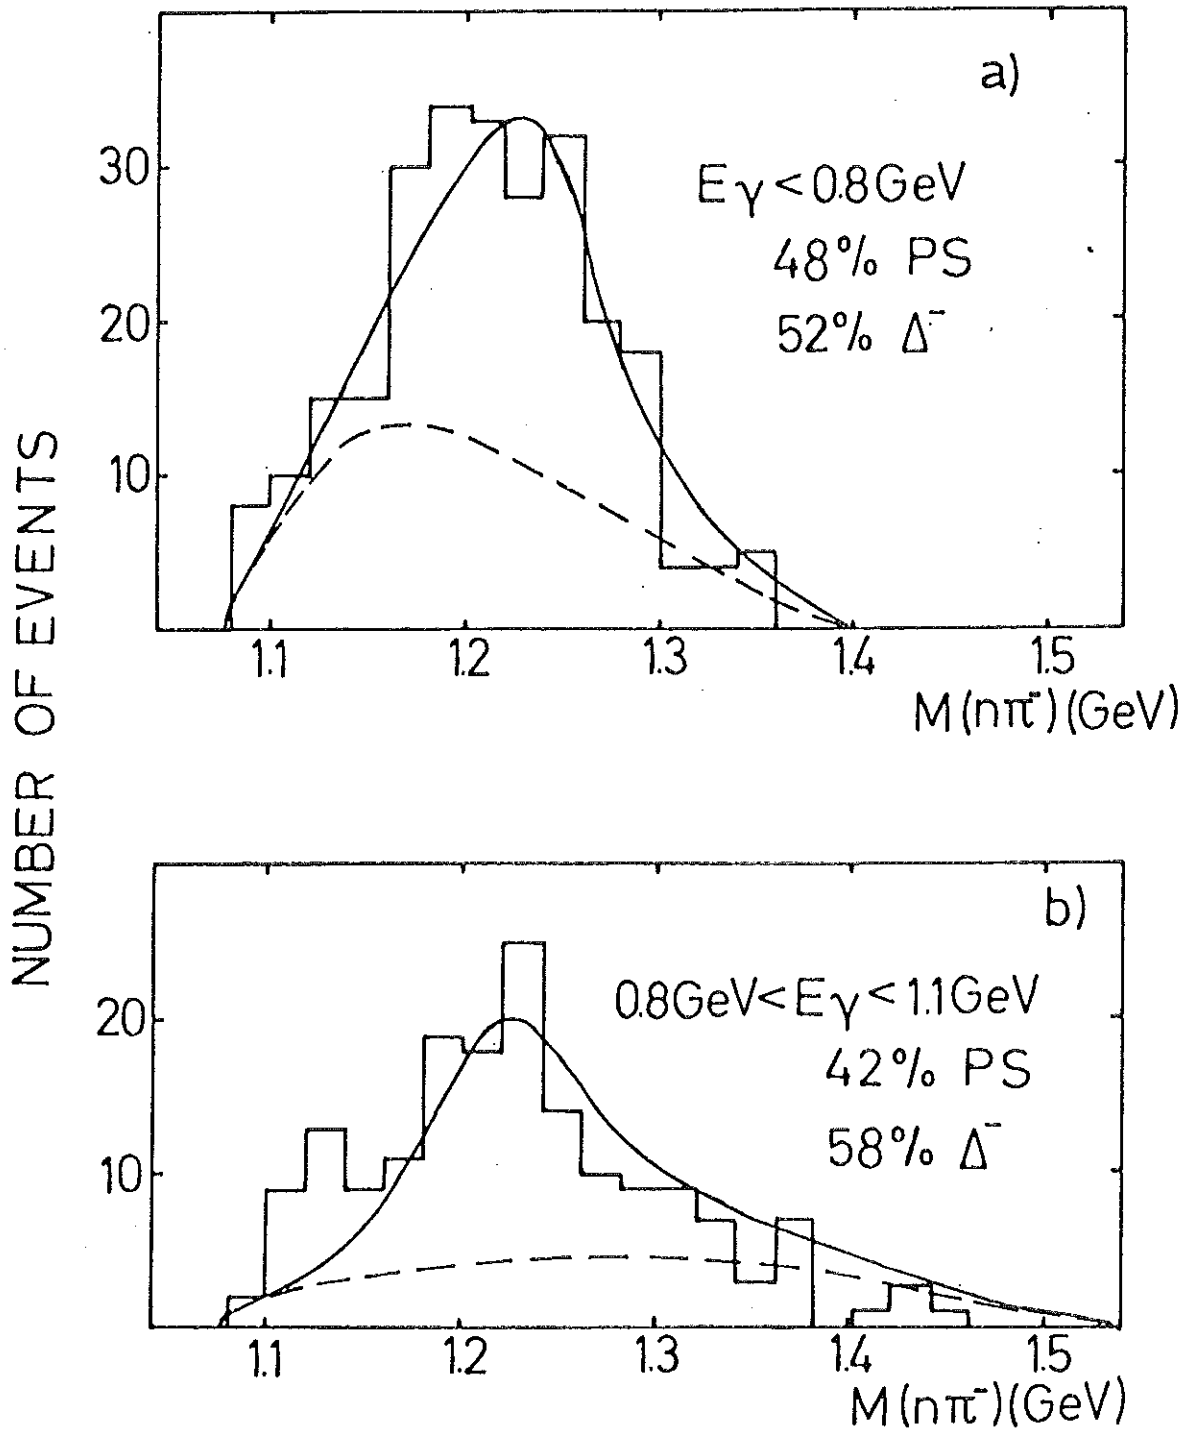 NUMBER OF EVENTS
a)
Eγ < 0.8 GeV
48% PS
52% Δ⁻
30
20
10
1.1 1.2 1.3 1.4 1.5
M(nπ⁻)(GeV)
b)
0.8 GeV < Eγ < 1.1 GeV
42% PS
58% Δ⁻
20
10
1.1 1.2 1.3 1.4 1.5
M(nπ⁻)(GeV)